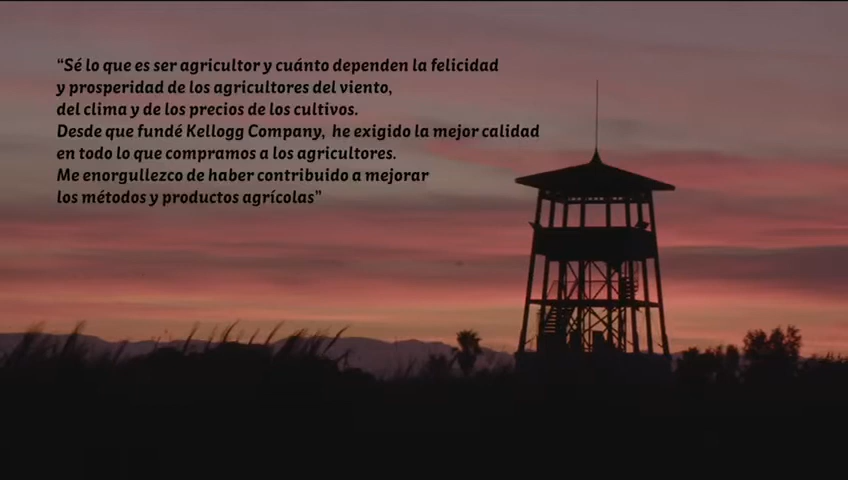 “Sé lo que es ser agricultor y cuánto dependen la felicidad
y prosperidad de los agricultores del viento,
del clima y de los precios de los cultivos.
Desde que fundé Kellogg Company, he exigido la mejor calidad
en todo lo que compramos a los agricultores.
Me enorgullezco de haber contribuido a mejorar
los métodos y productos agrícolas”